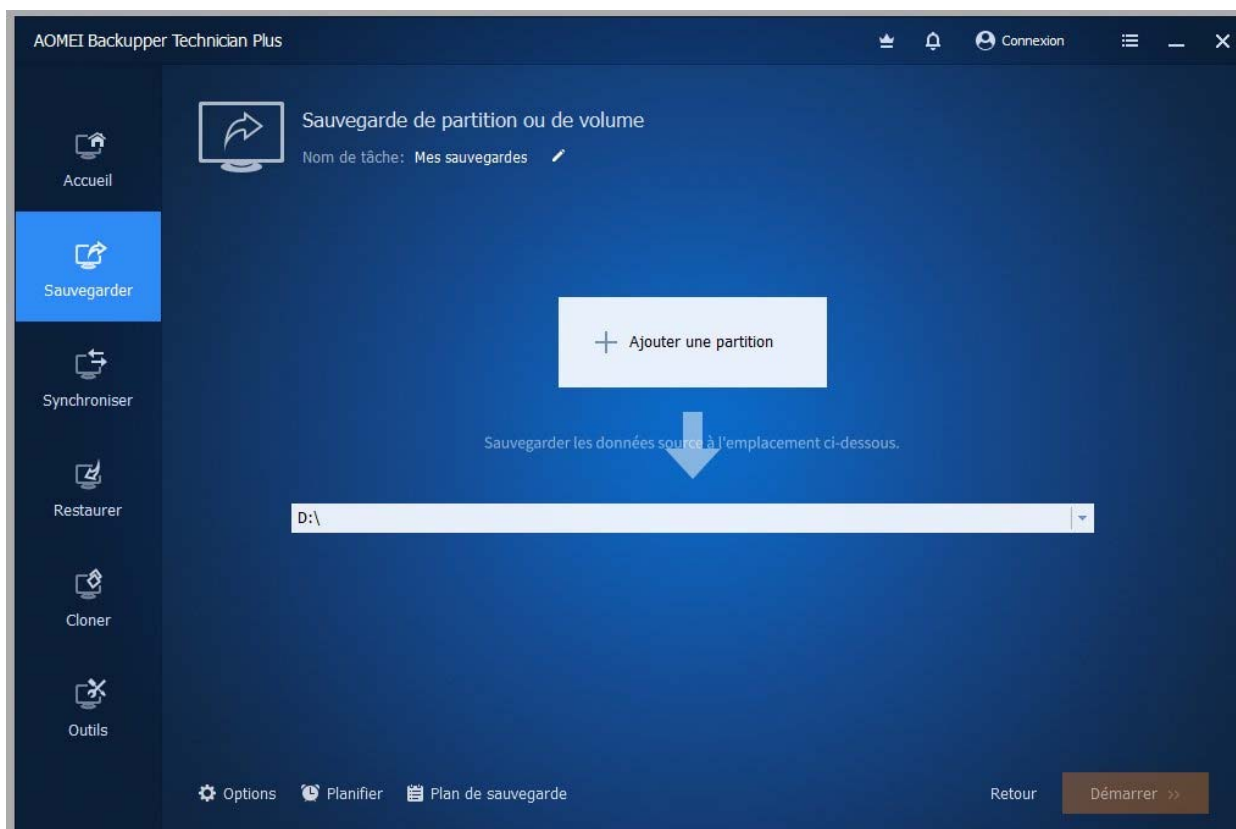 AOMEI Backupper Technician Plus
Connexion
Accueil
Sauvegarder
Synchroniser
Restaurer
Cloner
Outils
Sauvegarde de partition ou de volume
Nom de tâche: Mes sauvegardes
Ajouter une partition
Sauvegarder les données source à l'emplacement ci-dessous.
D:\
Options Planifier Plan de sauvegarde
Retour Démarrer >>